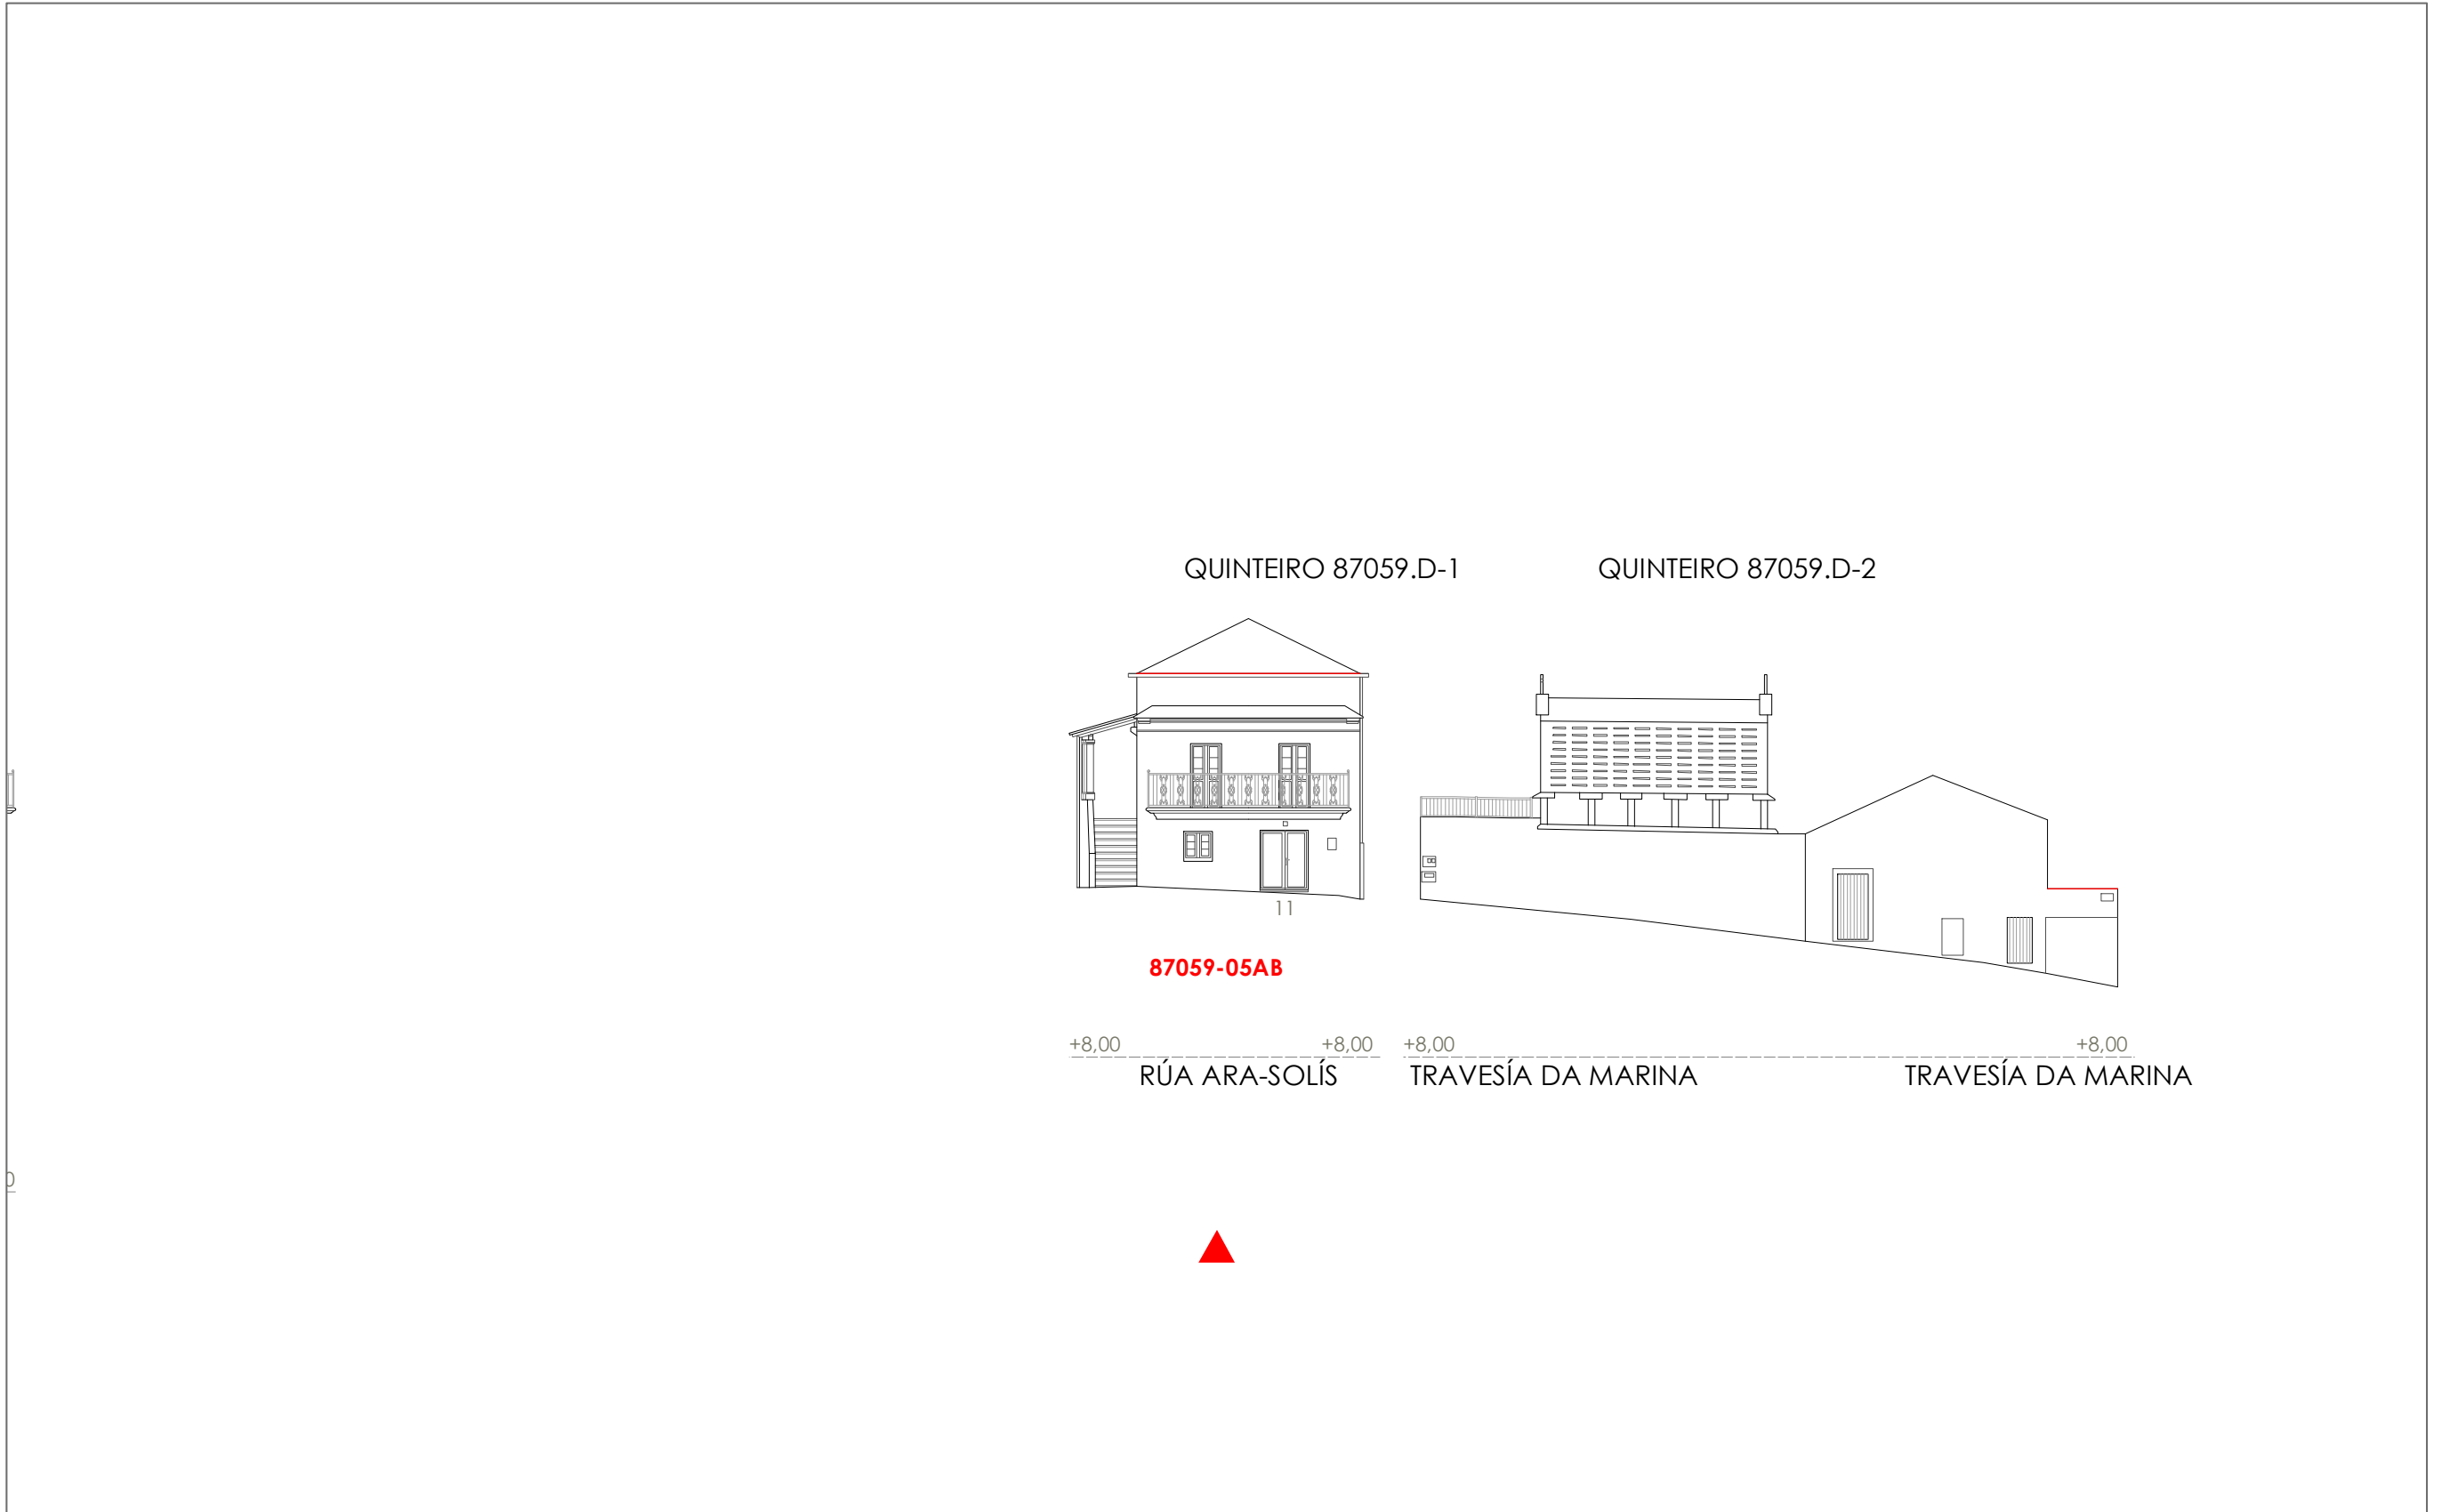 QUINTEIRO 87059.D-1
QUINTEIRO 87059.D-2
11
87059-05AB
+8,00
+8,00
+8,00
+8,00
RÚA ARA-SOLÍS
TRAVESÍA DA MARINA
TRAVESÍA DA MARINA
0